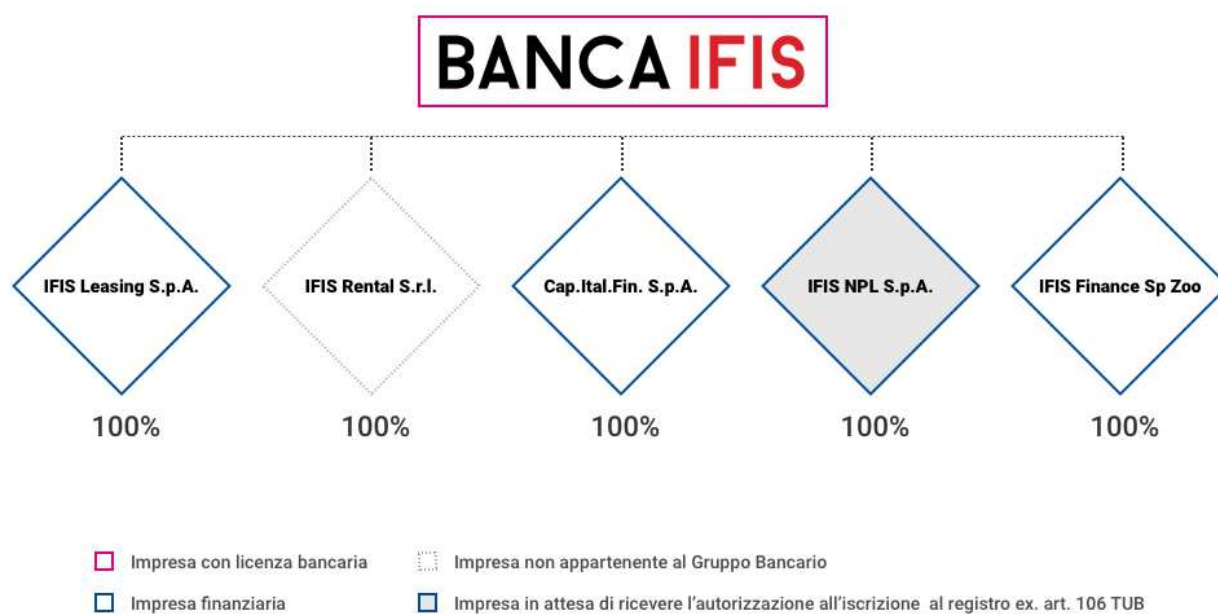 BANCA IFIS
IFIS Leasing S.p.A.
IFIS Rental S.r.l.
Cap.Ital.Fin. S.p.A.
IFIS NPL S.p.A.
IFIS Finance Sp Zoo
100%
100%
100%
100%
100%
Impresa con licenza bancaria
Impresa non appartenente al Gruppo Bancario
Impresa finanziaria
Impresa in attesa di ricevere l'autorizzazione all'iscrizione al registro ex. art. 106 TUB